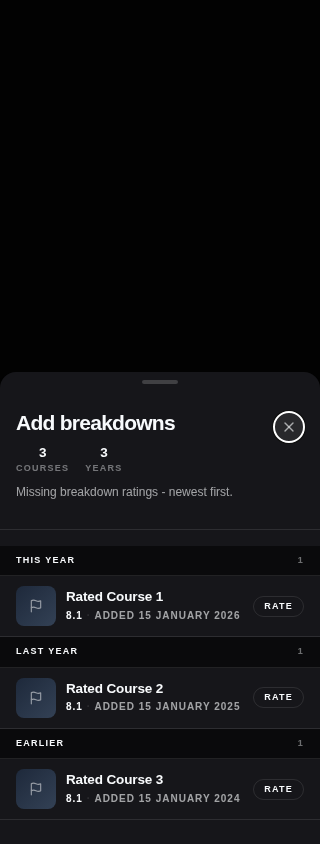 Add breakdowns
3 3
COURSES YEARS
Missing breakdown ratings - newest first.
THIS YEAR 1
Rated Course 1
8.1 · ADDED 15 JANUARY 2026
RATE
LAST YEAR 1
Rated Course 2
8.1 · ADDED 15 JANUARY 2025
RATE
EARLIER 1
Rated Course 3
8.1 · ADDED 15 JANUARY 2024
RATE